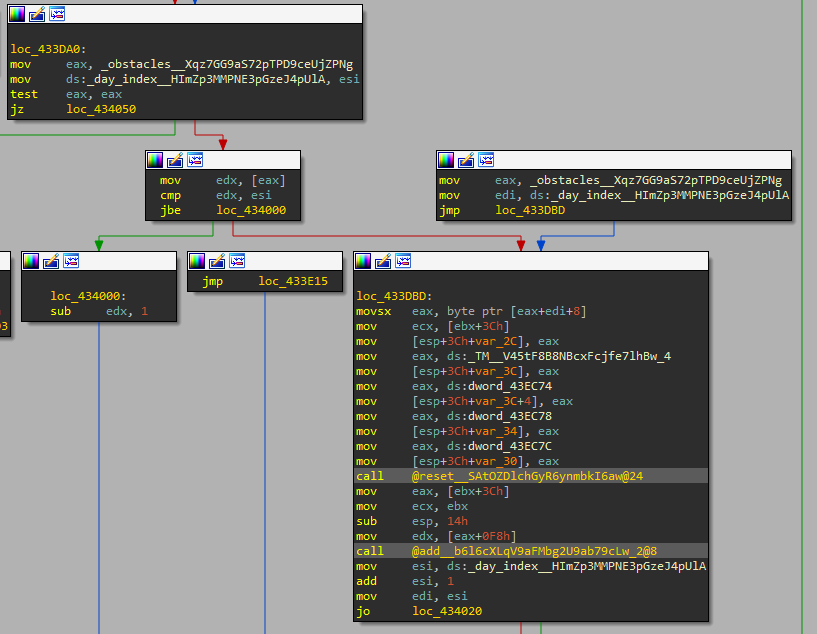 loc_433DA0:
mov eax, _obstacles__Xqz7GG9aS72pTPD9ceUjZPNg
mov ds:_day_index__HImZp3MMPNE3pGzeJ4pUlA, esi
test eax, eax
jz loc_434050
mov edx, [eax]
cmp edx, esi
jbe loc_434000
mov eax, _obstacles__Xqz7GG9aS72pTPD9ceUjZPNg
mov edi, ds:_day_index__HImZp3MMPNE3pGzeJ4pUlA
jmp loc_433DBD
3
loc_434000:
sub edx, 1
jmp loc_433E15
loc_433DBD:
movsx eax, byte ptr [eax+edi+8]
mov ecx, [ebx+3Ch]
mov [esp+3Ch+var_2C], eax
mov eax, ds:_TM__V45tF8B8NBcxFcjfe7lhBw_4
mov [esp+3Ch+var_3C], eax
mov eax, ds:dword_43EC74
mov [esp+3Ch+var_3C+4], eax
mov eax, ds:dword_43EC78
mov [esp+3Ch+var_34], eax
mov eax, ds:dword_43EC7C
mov [esp+3Ch+var_30], eax
call @reset__SAtOZDlchGyR6ynmbkI6aw@24
mov eax, [ebx+3Ch]
mov ecx, ebx
sub esp, 14h
mov edx, [eax+0F8h]
call @add__b6l6cXLqV9aFMbg2U9ab79cLw_2@8
mov esi, ds:_day_index__HImZp3MMPNE3pGzeJ4pUlA
add esi, 1
mov edi, esi
jo loc_434020